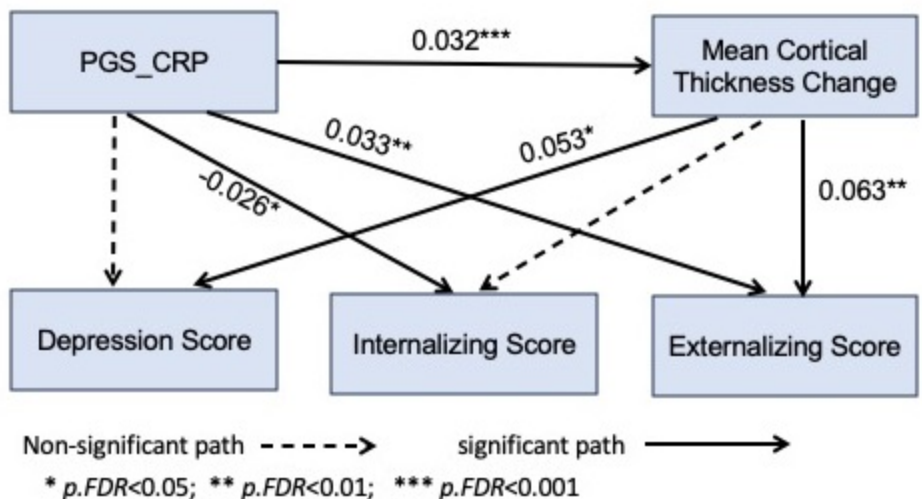 PGS_CRP
0.032***
Mean Cortical
Thickness Change
0.033**
0.053*
-0.026*
0.063**
Depression Score
Internalizing Score
Externalizing Score
Non-significant path
significant path
* p.FDR<0.05; ** p.FDR<0.01; *** p.FDR<0.001